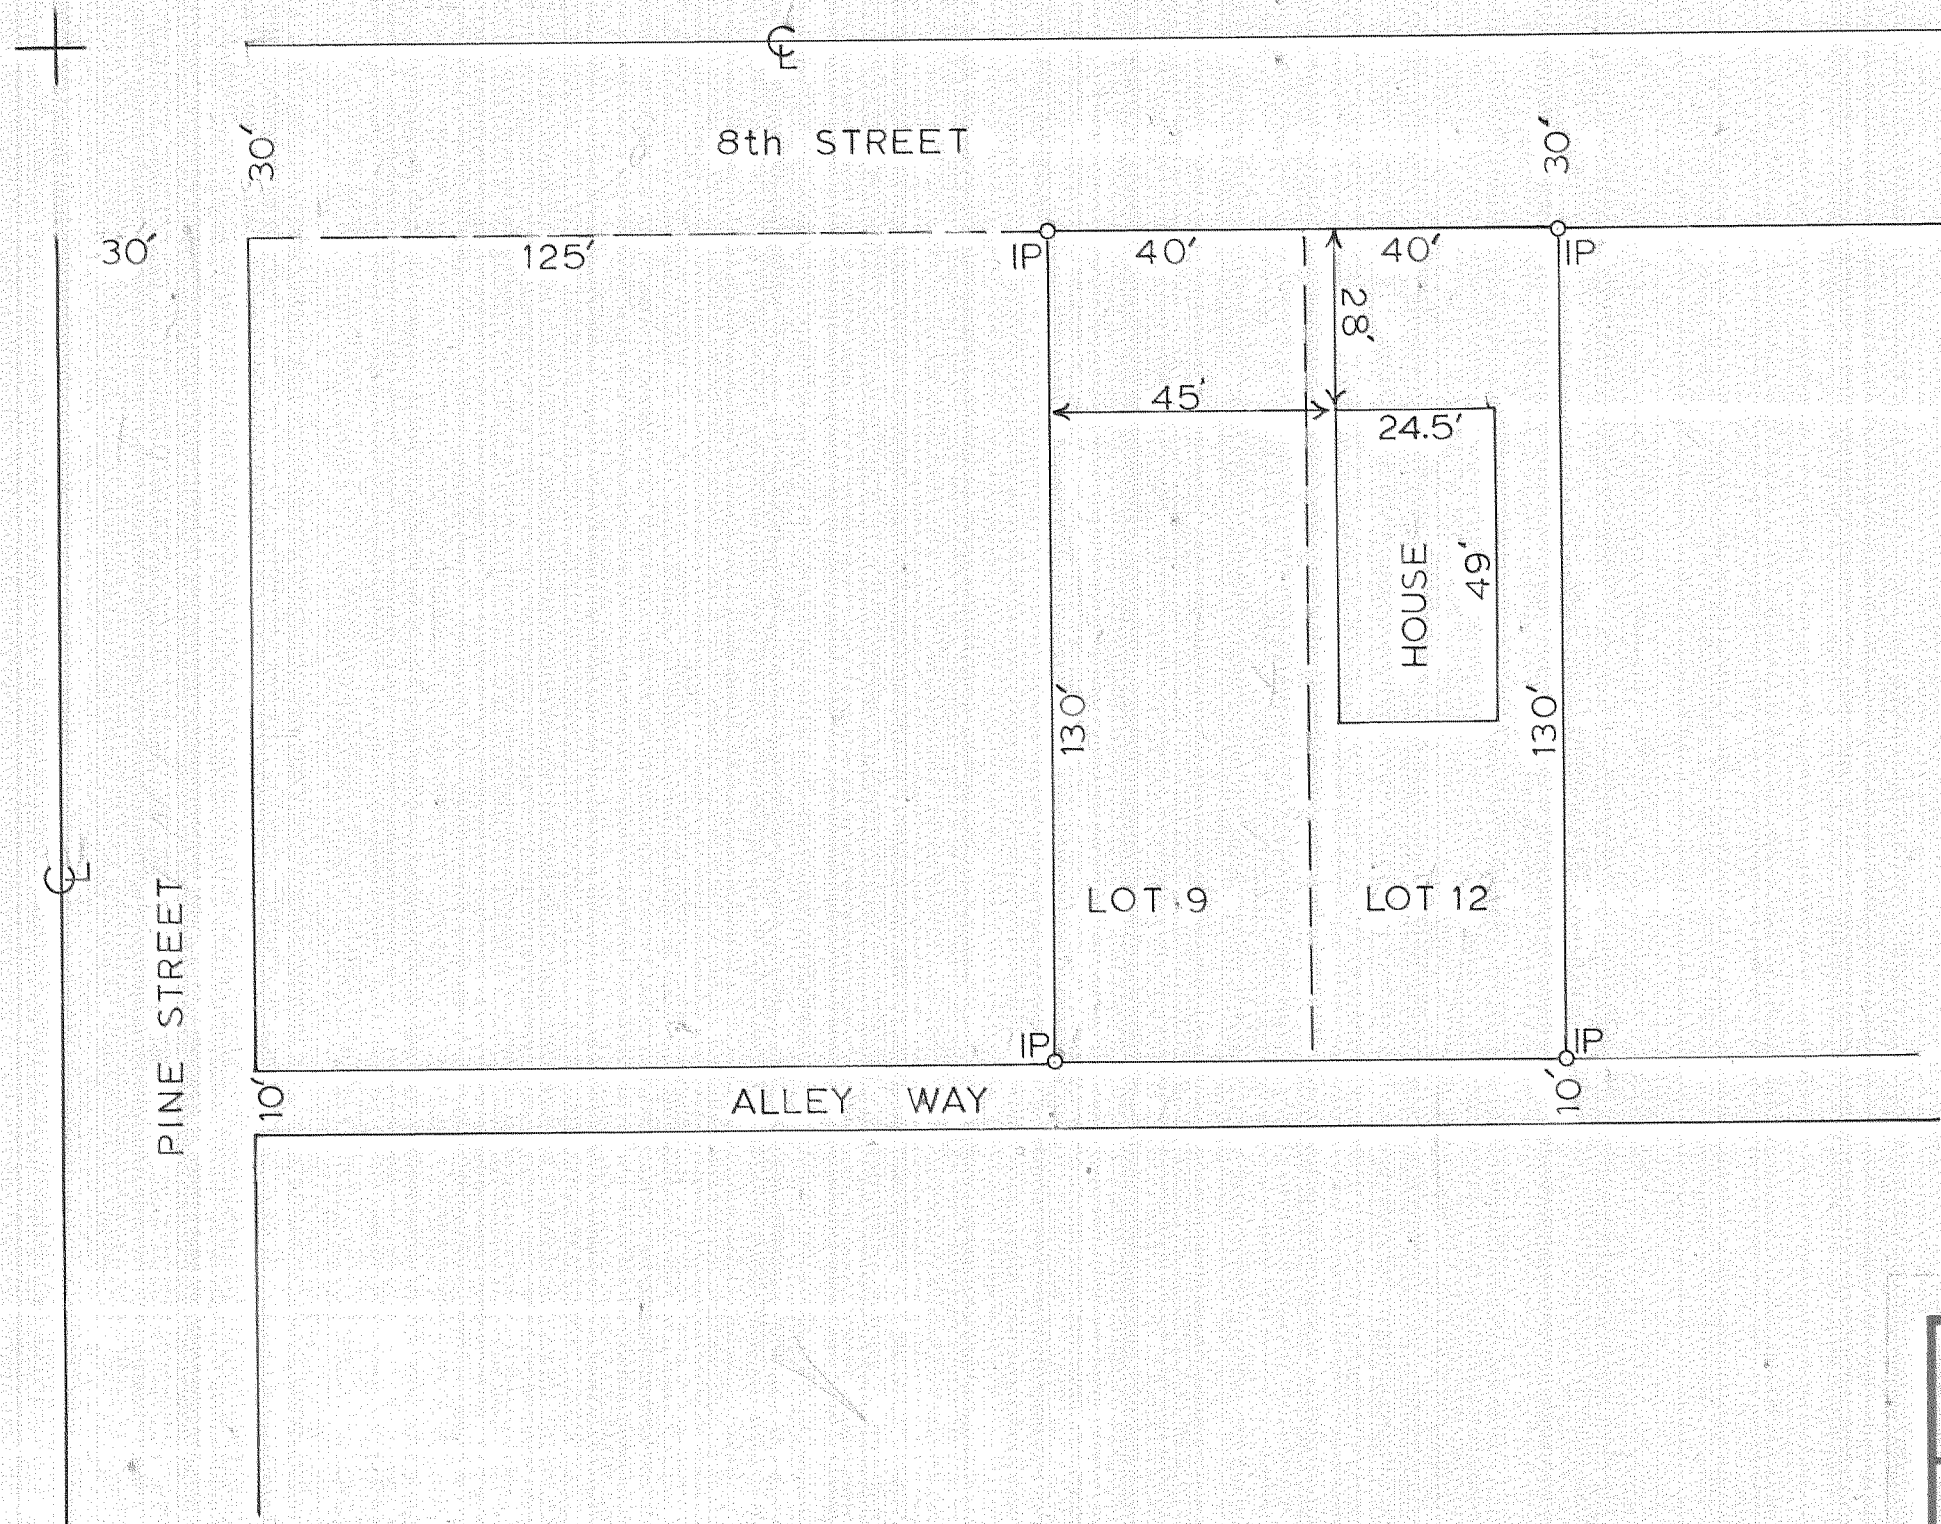 ℄
30′
8th STREET
30′
30′
125′
IP
40′
40′
IP
28′
45′
24.5′
HOUSE
49′
130′
130′
℄
LOT 9
LOT 12
PINE STREET
IP
IP
10′
ALLEY WAY
10′